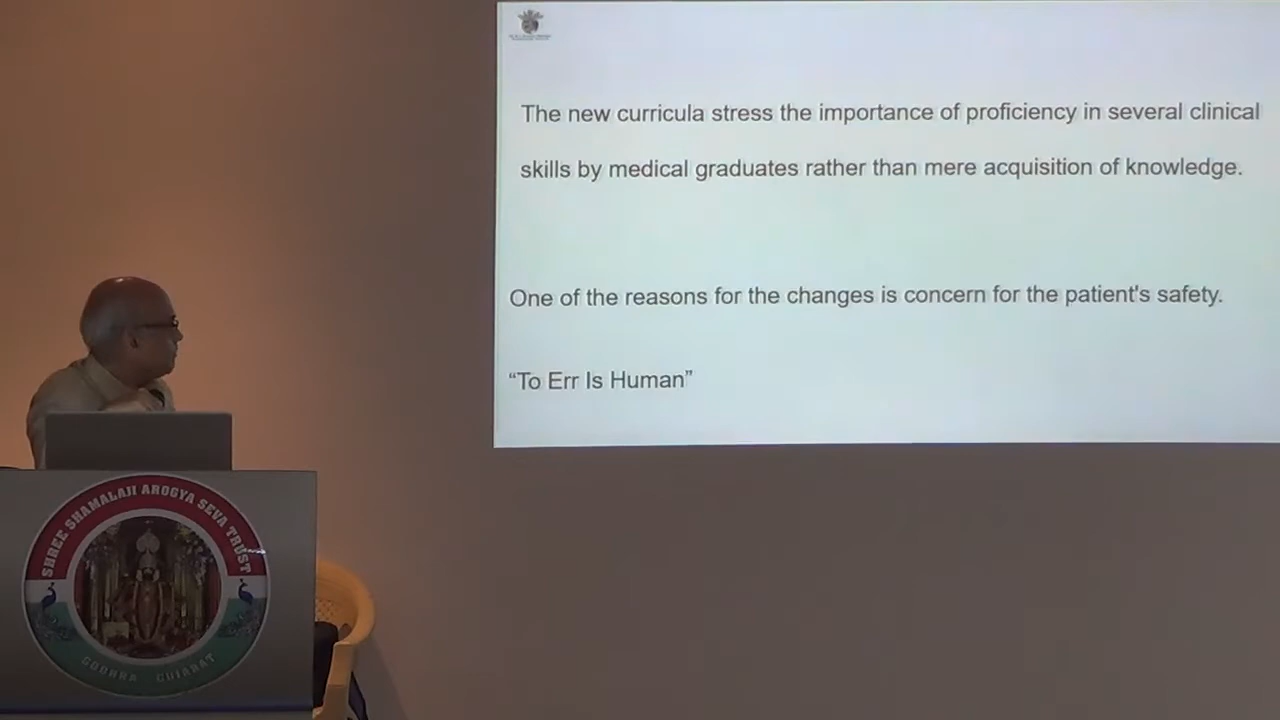 The new curricula stress the importance of proficiency in several clinical
skills by medical graduates rather than mere acquisition of knowledge.
One of the reasons for the changes is concern for the patient's safety.
“To Err Is Human”
SHREE SHAMALAJI AROGYA SEVA TRUST
GODHRA GUJARAT